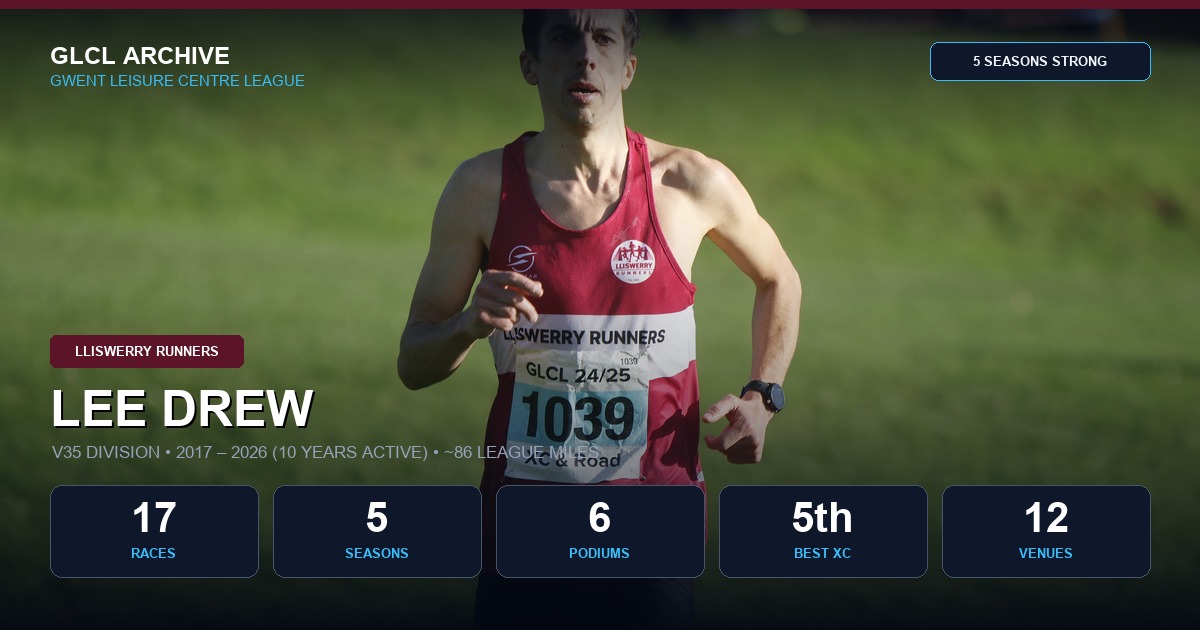 GLCL ARCHIVE
GWENT LEISURE CENTRE LEAGUE
5 SEASONS STRONG
LLISWERRY
RUNNERS
LLISWERRY RUNNERS
1039
GLCL 24/25
1039
XC & Road
LLISWERRY RUNNERS
LEE DREW
V35 DIVISION • 2017 – 2026 (10 YEARS ACTIVE) • ~86 LEAGUE MILES
17
RACES
5
SEASONS
6
PODIUMS
5th
BEST XC
12
VENUES